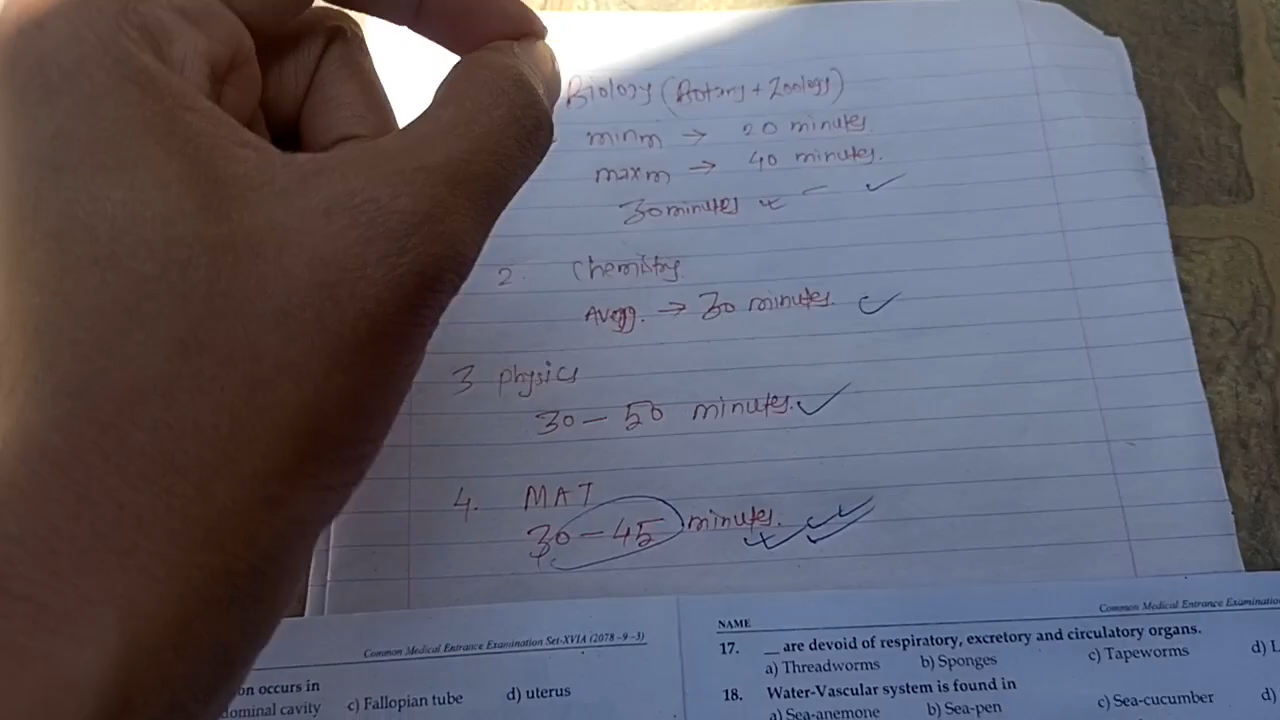 Biology (Botany + Zoology)
minm → 20 minutes
maxm → 40 minutes.
30 minutes
2. Chemistry
Avegg. → 30 minutes.
3 physics
30 – 50 minutes.
4. MAT
30 – 45 minutes.
Common Medical Entrance Examination Set-XVIA (2078-9-3)
on occurs in
dominal cavity c) Fallopian tube d) uterus
Common Medical Entrance Examination
NAME
17. __ are devoid of respiratory, excretory and circulatory organs.
a) Threadworms b) Sponges c) Tapeworms d) L
18. Water-Vascular system is found in
a) Sea-anemone b) Sea-pen c) Sea-cucumber d)